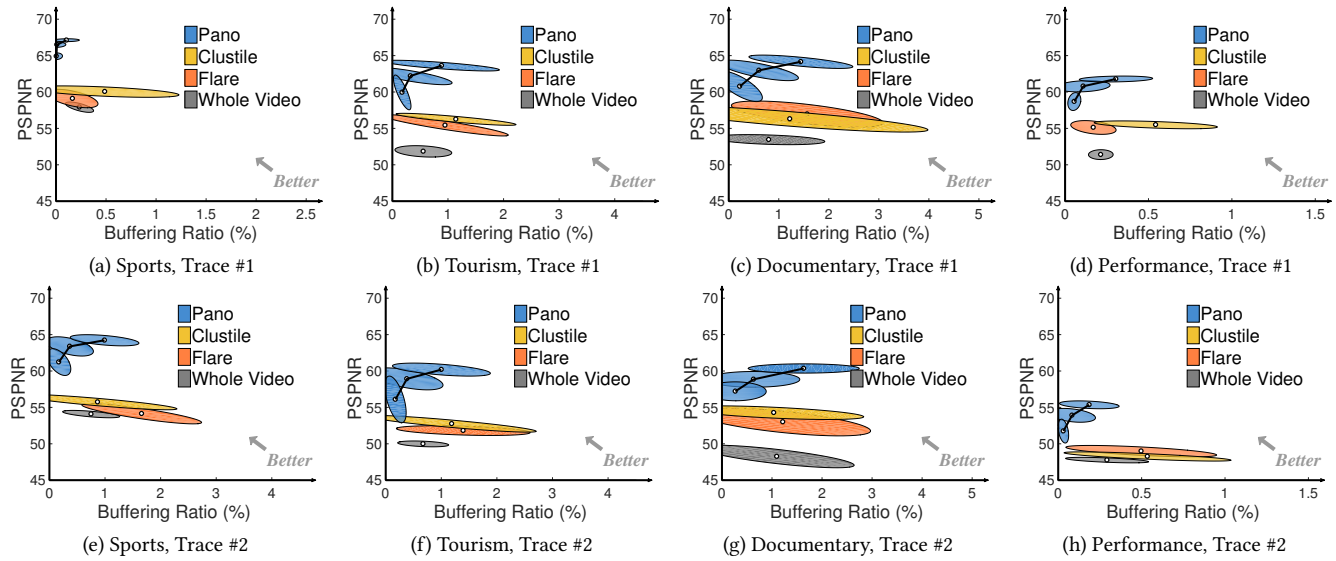 70
65
60
55
50
45
PSPNR
Pano
Clustile
Flare
Whole Video
Better
0 0.5 1 1.5 2 2.5
Buffering Ratio (%)
(a) Sports, Trace #1
70
65
60
55
50
45
PSPNR
Pano
Clustile
Flare
Whole Video
Better
0 1 2 3 4
Buffering Ratio (%)
(b) Tourism, Trace #1
70
65
60
55
50
45
PSPNR
Pano
Clustile
Flare
Whole Video
Better
0 1 2 3 4 5
Buffering Ratio (%)
(c) Documentary, Trace #1
70
65
60
55
50
45
PSPNR
Pano
Clustile
Flare
Whole Video
Better
0 0.5 1 1.5
Buffering Ratio (%)
(d) Performance, Trace #1
70
65
60
55
50
45
PSPNR
Pano
Clustile
Flare
Whole Video
Better
0 1 2 3 4
Buffering Ratio (%)
(e) Sports, Trace #2
70
65
60
55
50
45
PSPNR
Pano
Clustile
Flare
Whole Video
Better
0 1 2 3 4
Buffering Ratio (%)
(f) Tourism, Trace #2
70
65
60
55
50
45
PSPNR
Pano
Clustile
Flare
Whole Video
Better
0 1 2 3 4 5
Buffering Ratio (%)
(g) Documentary, Trace #2
70
65
60
55
50
45
PSPNR
Pano
Clustile
Flare
Whole Video
Better
0 0.5 1 1.5
Buffering Ratio (%)
(h) Performance, Trace #2